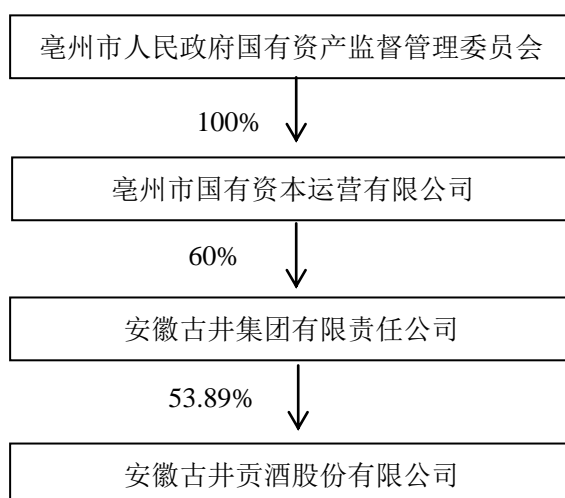 亳州市人民政府国有资产监督管理委员会
100%
亳州市国有资本运营有限公司
60%
安徽古井集团有限责任公司
53.89%
安徽古井贡酒股份有限公司